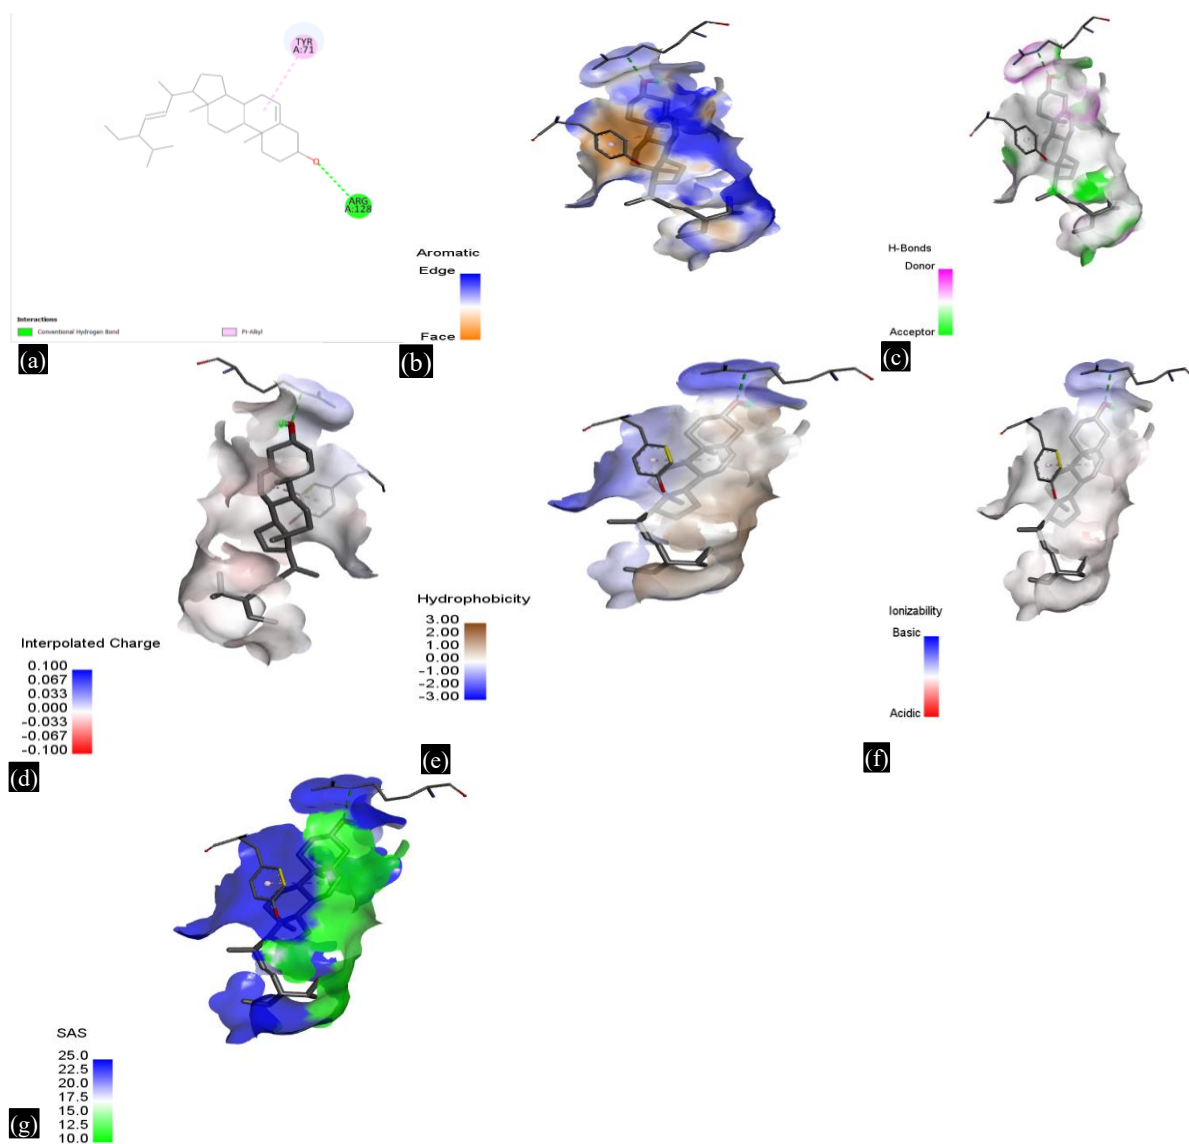 TYR
A:71
O
ARG
A:128
Interactions
Conventional Hydrogen Bond
Pi-Alkyl
(a)
Aromatic
Edge
Face
(b)
H-Bonds
Donor
Acceptor
(c)
Interpolated Charge
0.100
0.067
0.033
0.000
-0.033
-0.067
-0.100
(d)
Hydrophobicity
3.00
2.00
1.00
0.00
-1.00
-2.00
-3.00
(e)
Ionizability
Basic
Acidic
(f)
SAS
25.0
22.5
20.0
17.5
15.0
12.5
10.0
(g)